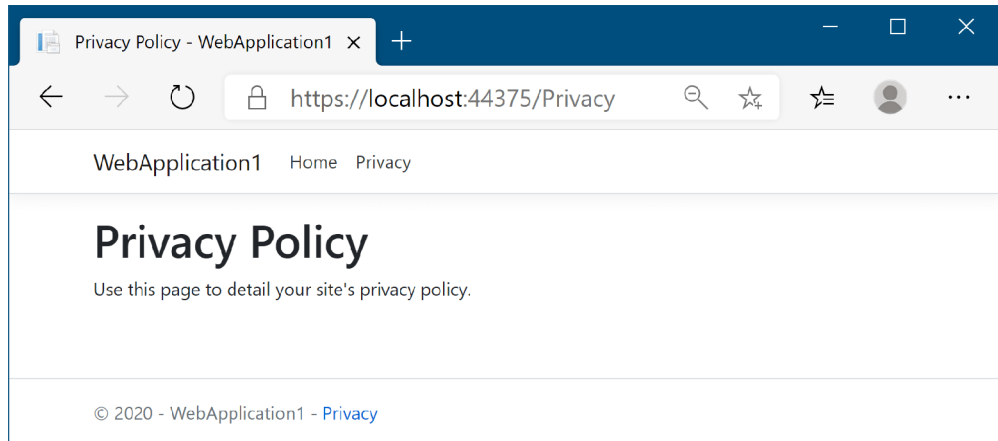 Privacy Policy - WebApplication1
https://localhost:44375/Privacy
WebApplication1 Home Privacy
Privacy Policy
Use this page to detail your site's privacy policy.
© 2020 - WebApplication1 - Privacy